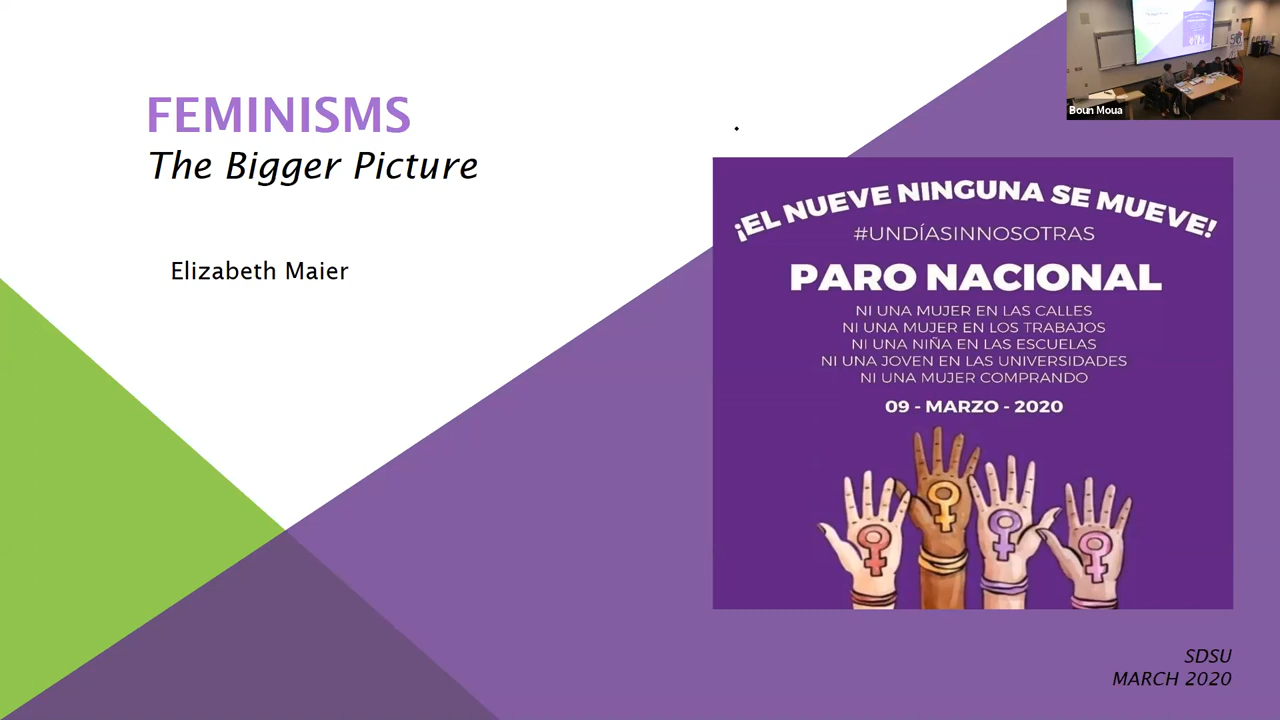 FEMINISMS
The Bigger Picture
Elizabeth Maier
¡EL NUEVE NINGUNA SE MUEVE!
#UNDÍASINNOSOTRAS
PARO NACIONAL
NI UNA MUJER EN LAS CALLES
NI UNA MUJER EN LOS TRABAJOS
NI UNA NIÑA EN LAS ESCUELAS
NI UNA JOVEN EN LAS UNIVERSIDADES
NI UNA MUJER COMPRANDO
09 - MARZO - 2020
SDSU
MARCH 2020
Boun Moua